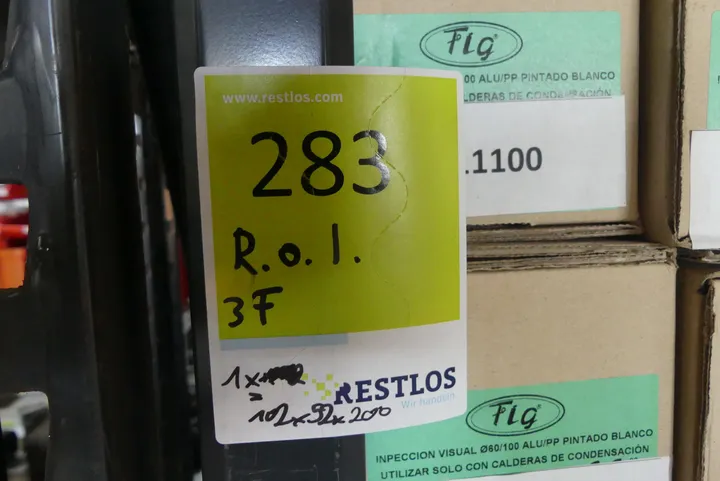 www.restlos.com
283
R.o.l.
3F
1x
=
102x52x200
RESTLOS
Wir handeln
FIG
00 ALU/PP PINTADO BLANCO
CALDERAS DE CONDENSACIÓN
.1100
FIG
INPECCION VISUAL Ø60/100 ALU/PP PINTADO BLANCO
UTILIZAR SOLO CON CALDERAS DE CONDENSACIÓN